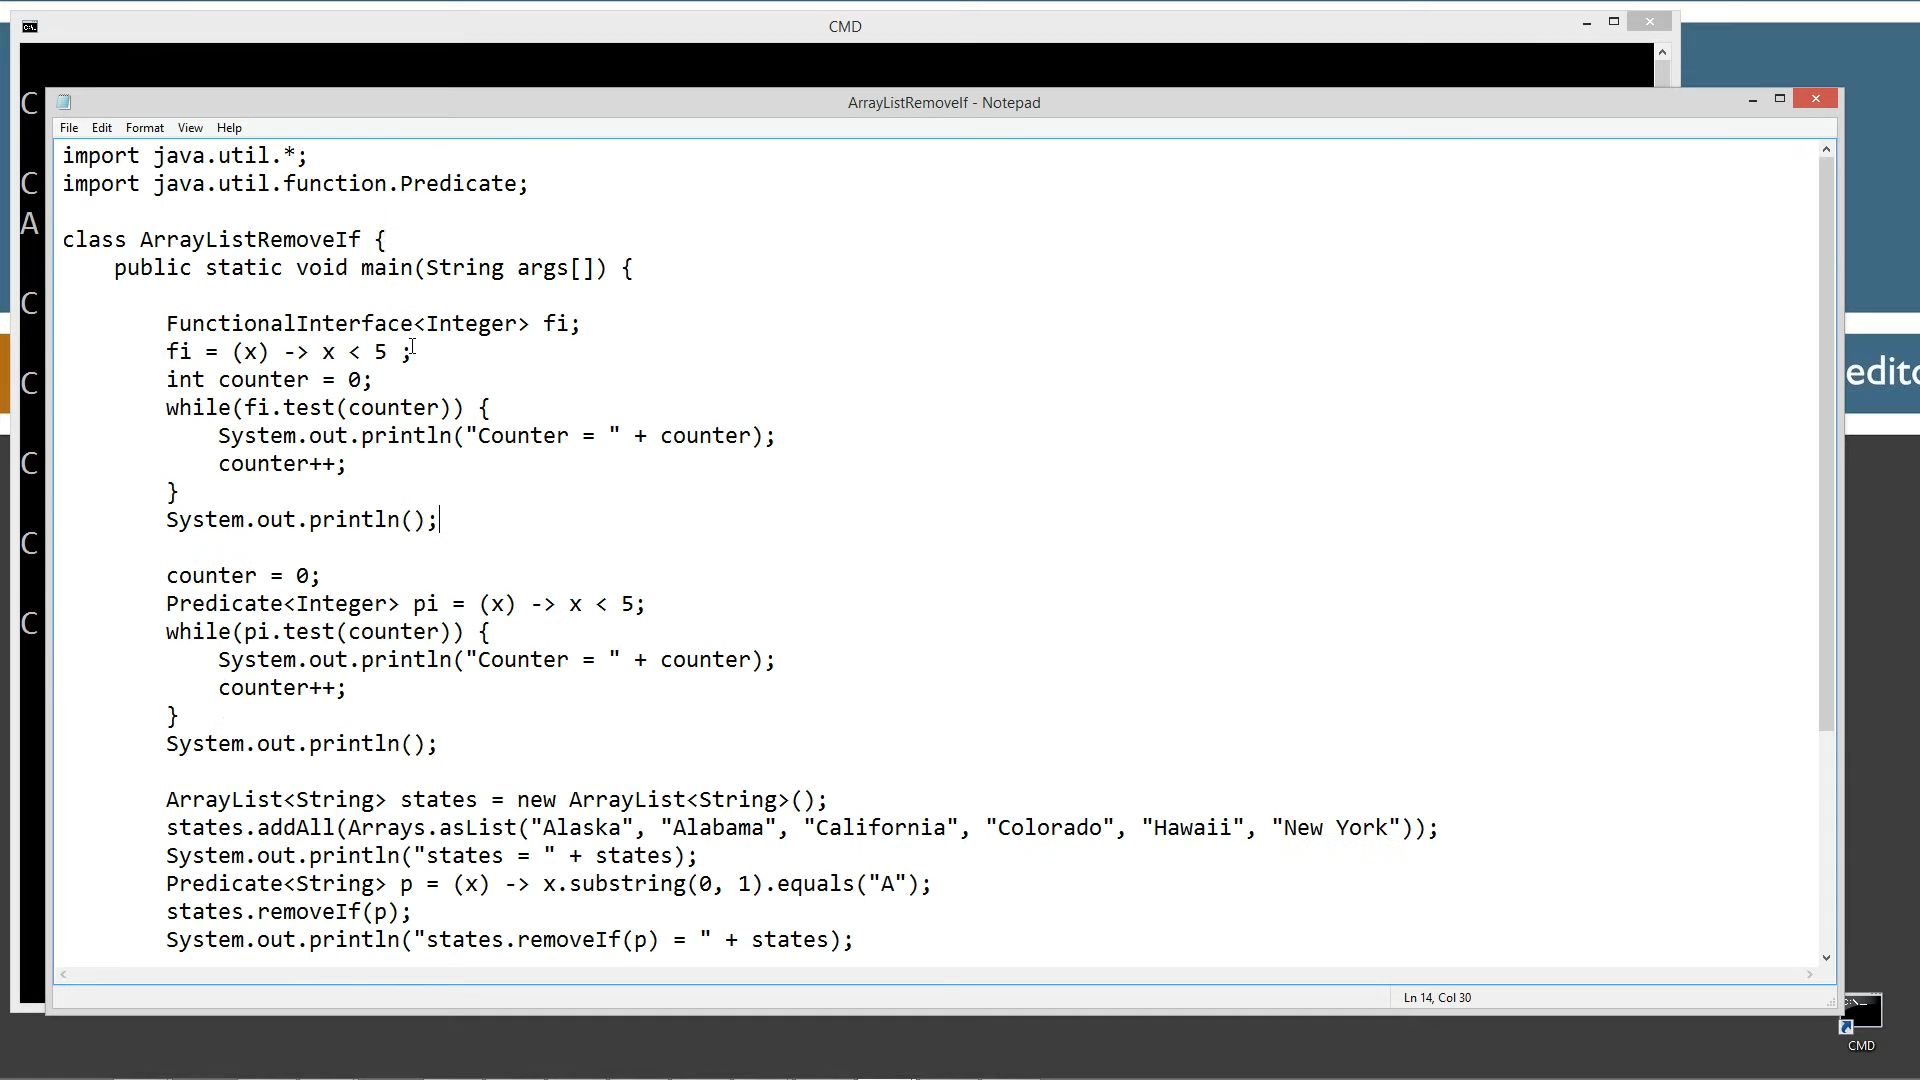 CMD
C
ArrayListRemoveIf - Notepad
File Edit Format View Help
import java.util.*;
C import java.util.function.Predicate;
A
class ArrayListRemoveIf {
public static void main(String args[]) {
C
FunctionalInterface<Integer> fi;
fi = (x) -> x < 5 ;
edito
C int counter = 0;
while(fi.test(counter)) {
System.out.println("Counter = " + counter);
C counter++;
}
System.out.println();
C
counter = 0;
Predicate<Integer> pi = (x) -> x < 5;
C while(pi.test(counter)) {
System.out.println("Counter = " + counter);
counter++;
}
System.out.println();
ArrayList<String> states = new ArrayList<String>();
states.addAll(Arrays.asList("Alaska", "Alabama", "California", "Colorado", "Hawaii", "New York"));
System.out.println("states = " + states);
Predicate<String> p = (x) -> x.substring(0, 1).equals("A");
states.removeIf(p);
System.out.println("states.removeIf(p) = " + states);
Ln 14, Col 30
CMD